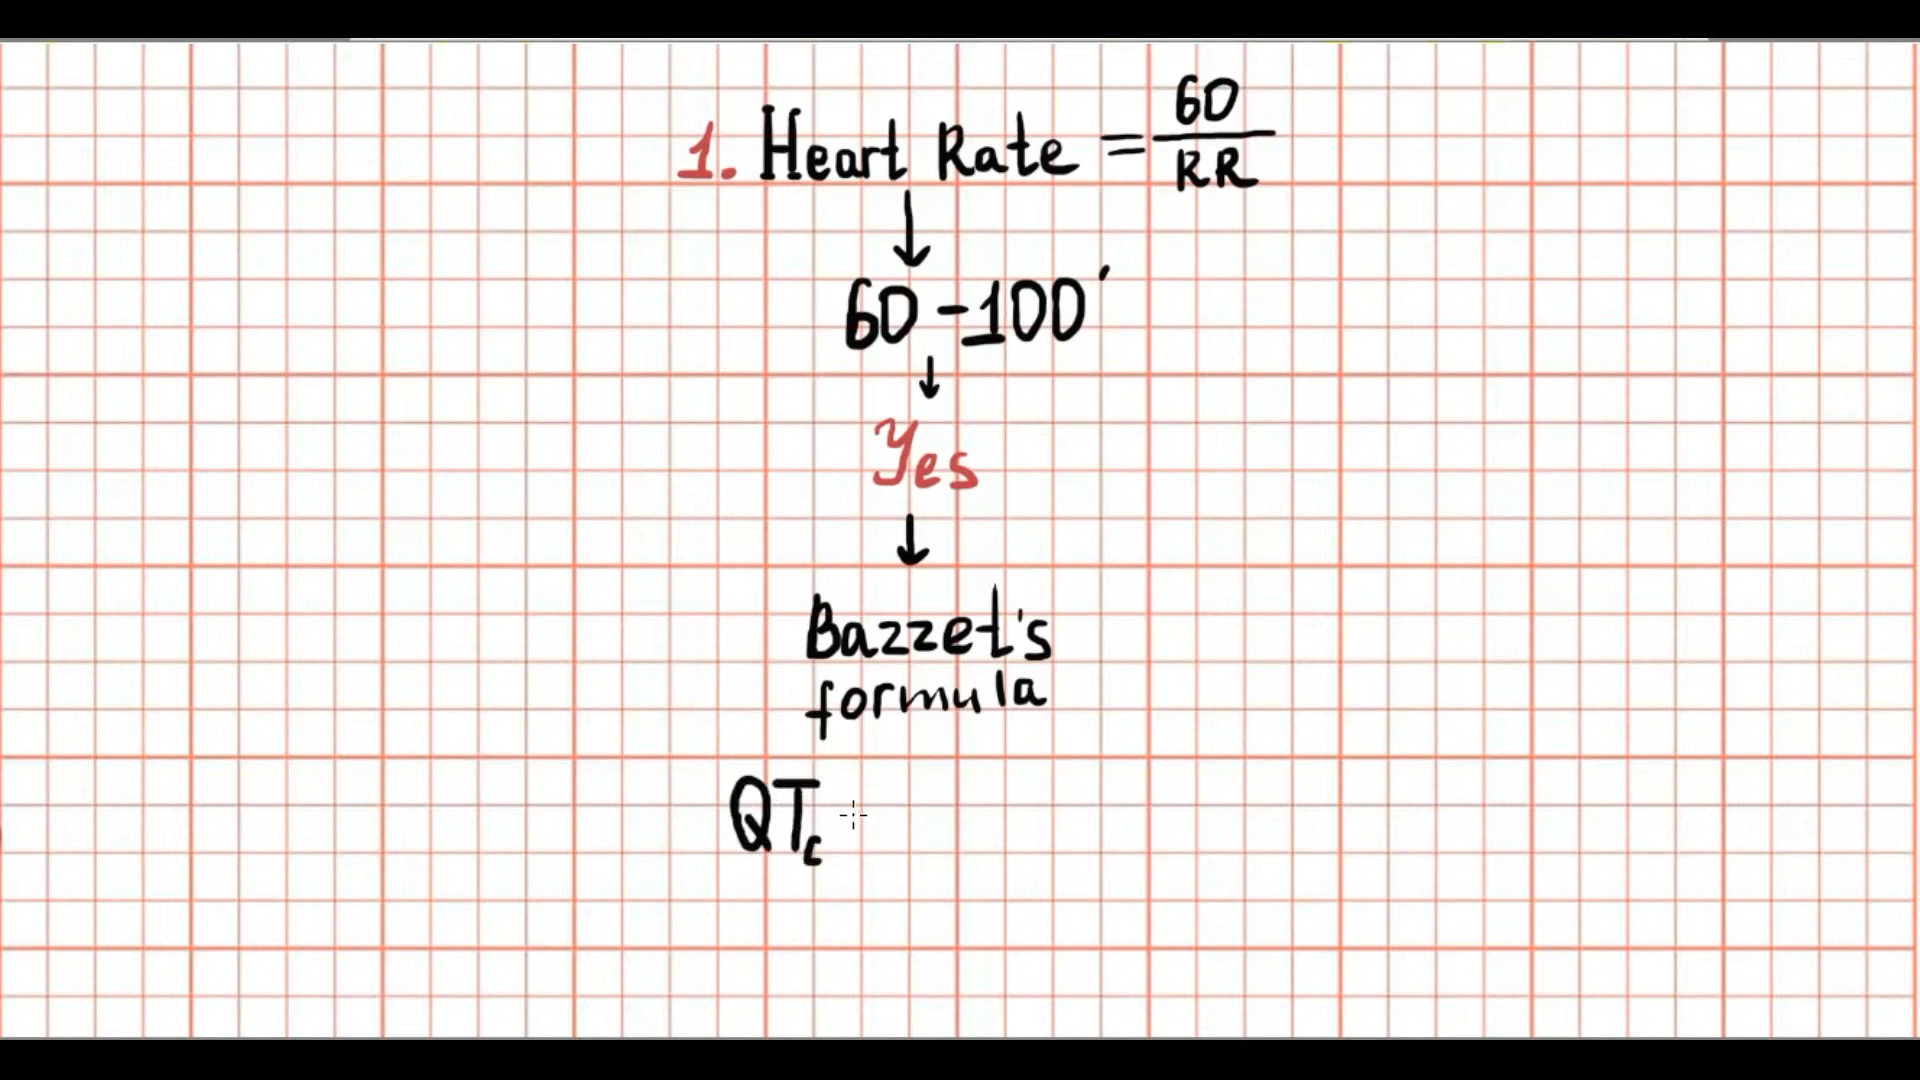 1. Heart Rate = 60/RR
60-100'
Yes
Bazzet's
formula
QTc